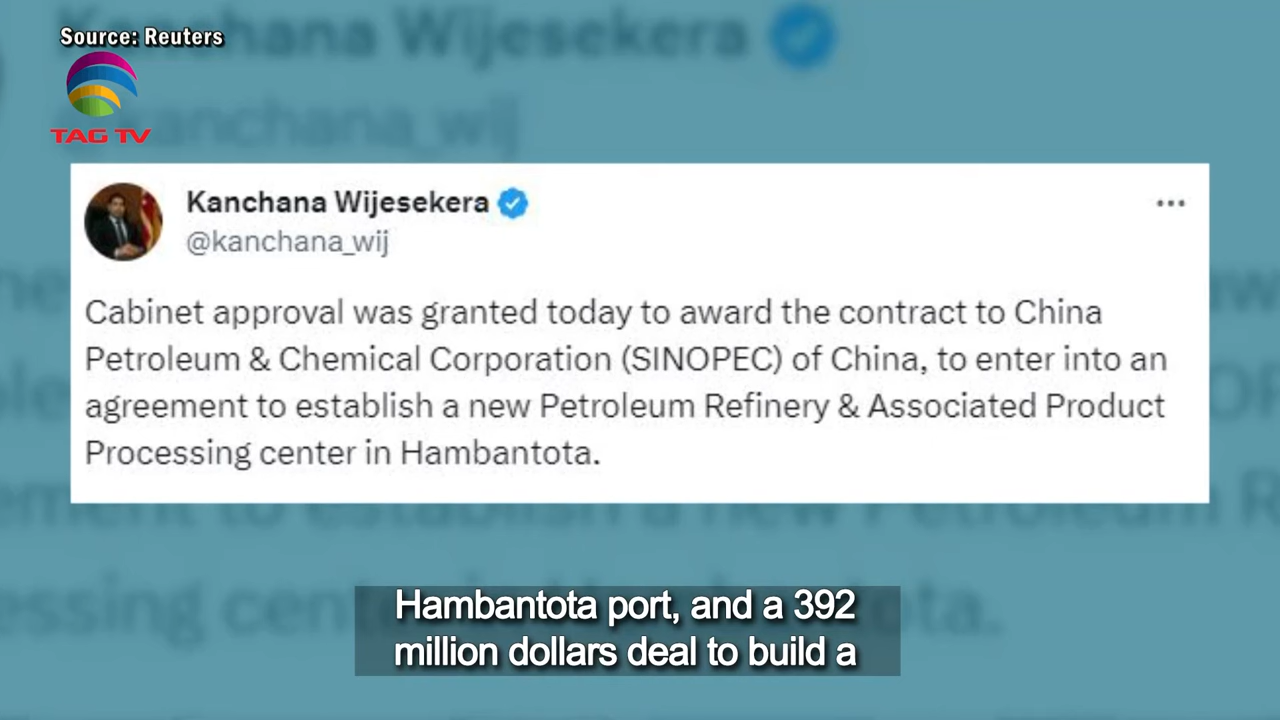 Source: Reuters
TAG TV
Kanchana Wijesekera
@kanchana_wij
Cabinet approval was granted today to award the contract to China
Petroleum & Chemical Corporation (SINOPEC) of China, to enter into an
agreement to establish a new Petroleum Refinery & Associated Product
Processing center in Hambantota.
Hambantota port, and a 392
million dollars deal to build a